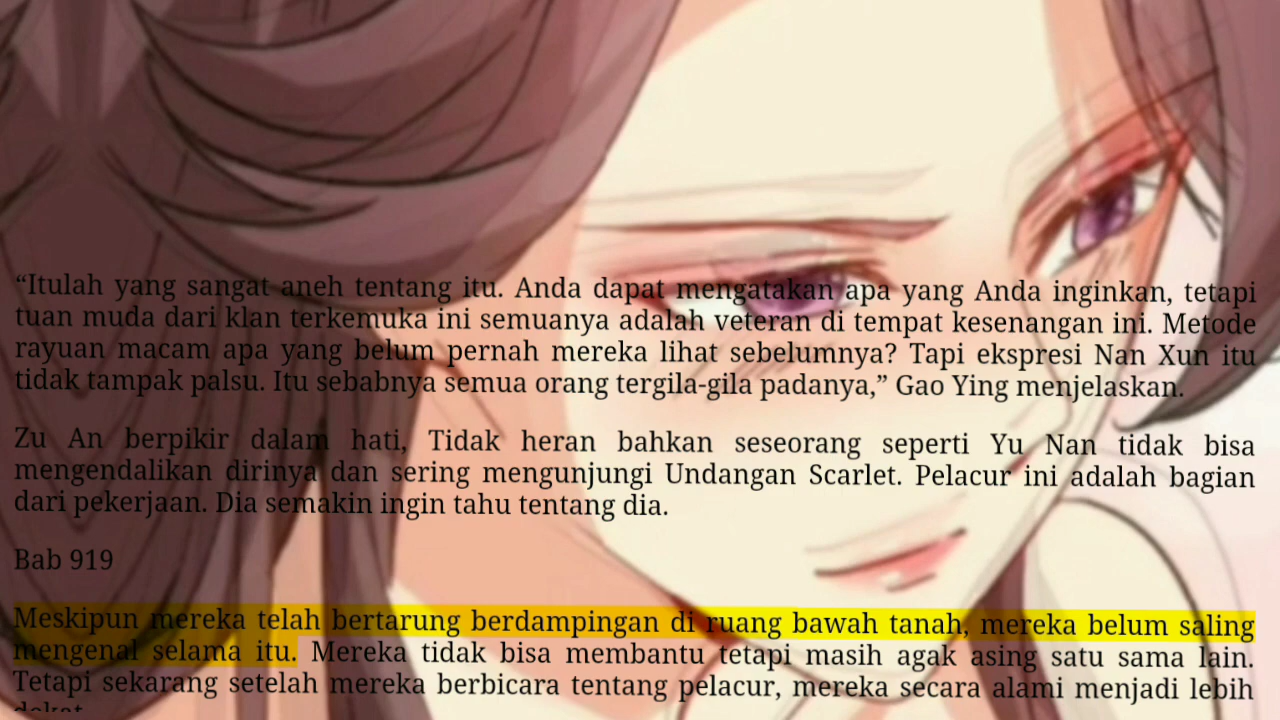 “Itulah yang sangat aneh tentang itu. Anda dapat mengatakan apa yang Anda inginkan, tetapi
tuan muda dari klan terkemuka ini semuanya adalah veteran di tempat kesenangan ini. Metode
rayuan macam apa yang belum pernah mereka lihat sebelumnya? Tapi ekspresi Nan Xun itu
tidak tampak palsu. Itu sebabnya semua orang tergila-gila padanya,” Gao Ying menjelaskan.
Zu An berpikir dalam hati, Tidak heran bahkan seseorang seperti Yu Nan tidak bisa
mengendalikan dirinya dan sering mengunjungi Undangan Scarlet. Pelacur ini adalah bagian
dari pekerjaan. Dia semakin ingin tahu tentang dia.
Bab 919
Meskipun mereka telah bertarung berdampingan di ruang bawah tanah, mereka belum saling
mengenal selama itu. Mereka tidak bisa membantu tetapi masih agak asing satu sama lain.
Tetapi sekarang setelah mereka berbicara tentang pelacur, mereka secara alami menjadi lebih
dekat